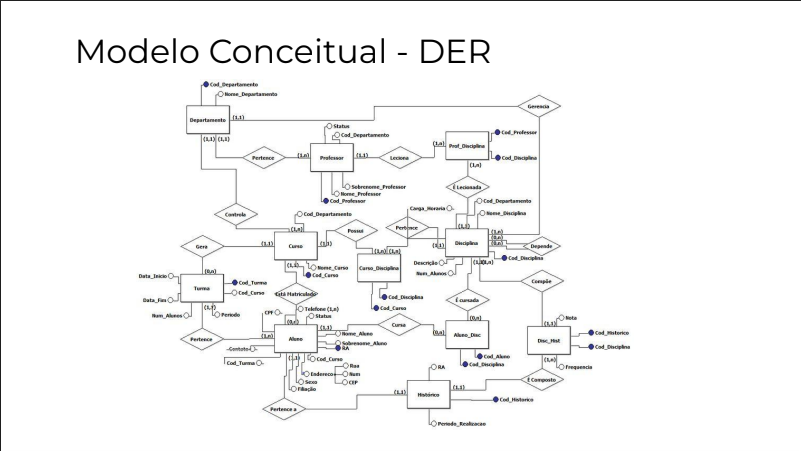 Modelo Conceitual - DER
Cod_Departamento
Nome_Departamento
Gerencia
Departamento
(1,1)
(1,1) (1,1)
Status
Cod_Departamento
Cod_Professor
Pertence
(1,n)
Professor
(1,1)
Leciona
(1,n)
Prof_Disciplina
Cod_Disciplina
(1,n)
Sobrenome_Professor
Nome_Professor
Cod_Professor
É Lecionada
Controla
Cod_Departamento
Carga_Horaria
Cod_Departamento
Nome_Disciplina
(1,n)
Possui
Pertence
(1,1)
Gera
(1,1)
Curso
(1,n)
(1,1)
Disciplina
(1,n)
(0,n)
(0,n)
Depende
(1,n)
(1,n)
Cod_Disciplina
(1,1)
Nome_Curso
Cod_Curso
Curso_Disciplina
Descrição
Num_Alunos
Data_Inicio
(0,n)
Turma
Cod_Turma
Cod_Curso
Está Matriculado
Compõe
Data_Fim
Cod_Disciplina
Cod_Curso
É cursada
Num_Alunos
Periodo
CPF
Telefone (1,n)
Status
(0,n)
(0,n)
Nota
(1,1)
Pertence
(1,n)
Aluno
(1,1)
Nome_Aluno
Sobrenome_Aluno
RA
Cursa
(0,n)
Aluno_Disc
Disc_Hist
Cod_Historico
Cod_Disciplina
Contato
Cod_Turma
Cod_Curso
Cod_Aluno
Cod_Disciplina
(1,n)
Frequencia
Endereco
Rua
Num
CEP
Sexo
Filiação
RA
É Composto
(1,1)
Histórico
(1,1)
Cod_Historico
Pertence a
Periodo_Realizacao